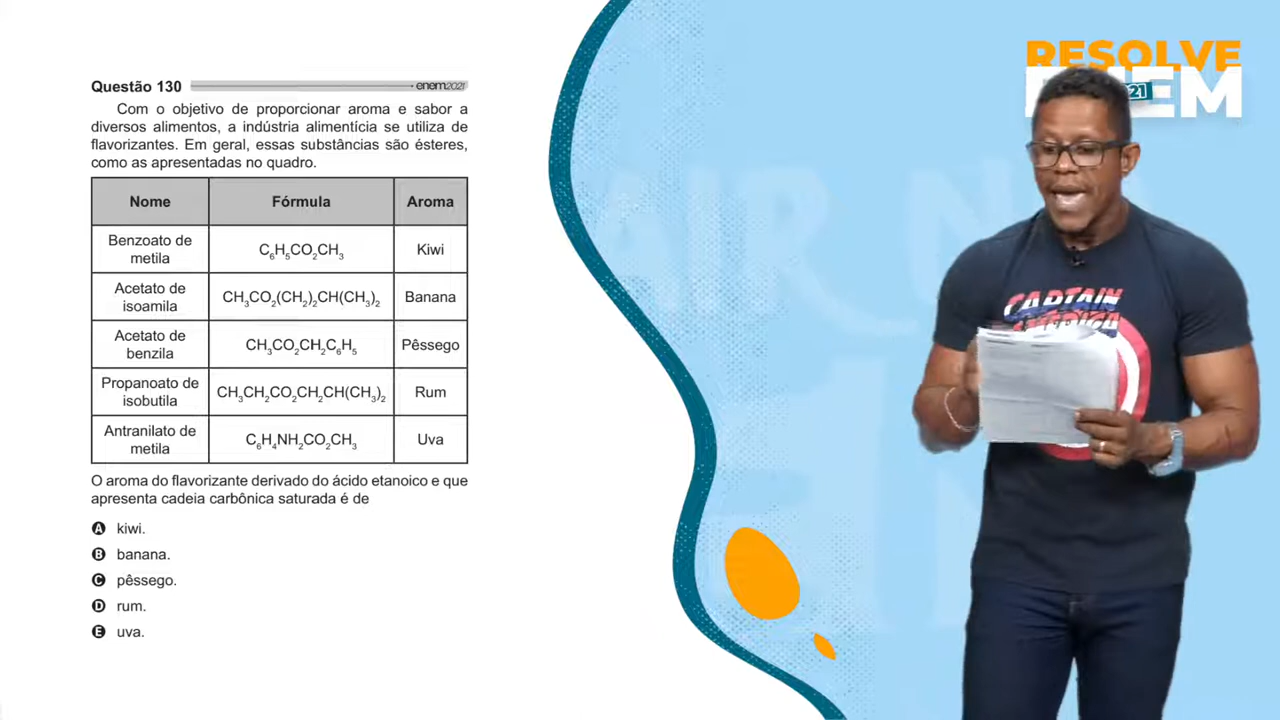 Questão 130
enem2021
Com o objetivo de proporcionar aroma e sabor a
diversos alimentos, a indústria alimentícia se utiliza de
flavorizantes. Em geral, essas substâncias são ésteres,
como as apresentadas no quadro.
Nome Fórmula Aroma
Benzoato de
metila
C₆H₅CO₂CH₃ Kiwi
Acetato de
isoamila
CH₃CO₂(CH₂)₂CH(CH₃)₂ Banana
Acetato de
benzila
CH₃CO₂CH₂C₆H₅ Pêssego
Propanoato de
isobutila
CH₃CH₂CO₂CH₂CH(CH₃)₂ Rum
Antranilato de
metila
C₆H₄NH₂CO₂CH₃ Uva
O aroma do flavorizante derivado do ácido etanoico e que
apresenta cadeia carbônica saturada é de
A kiwi.
B banana.
C pêssego.
D rum.
E uva.
RESOLVE
ENEM
21
CAPTAIN
AMERICA